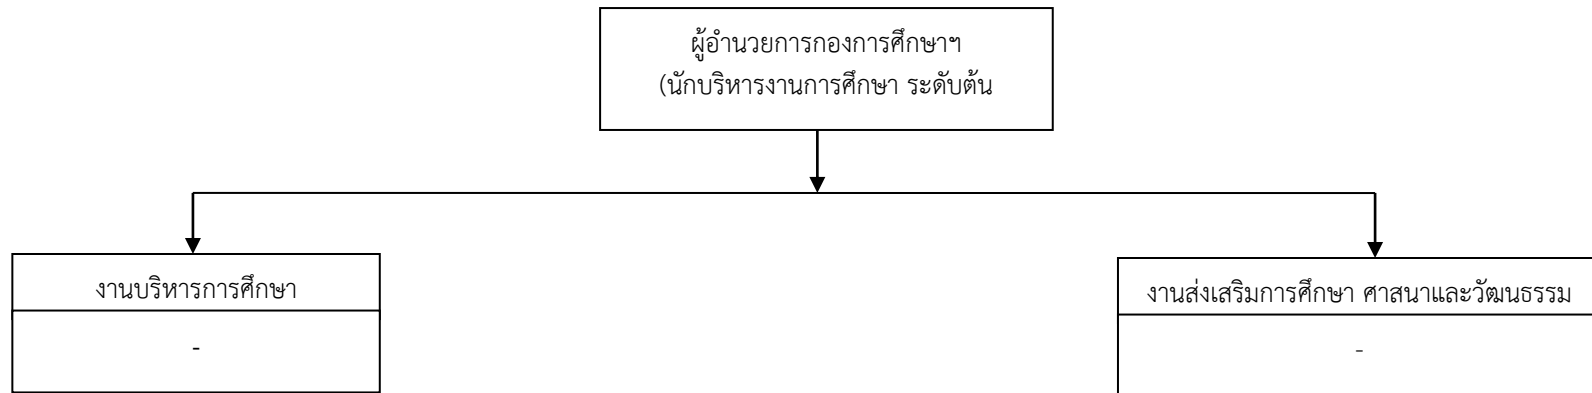 ผู้อำนวยการกองการศึกษาฯ
(นักบริหารงานการศึกษา ระดับต้น
งานบริหารการศึกษา
-
งานส่งเสริมการศึกษา ศาสนาและวัฒนธรรม
-